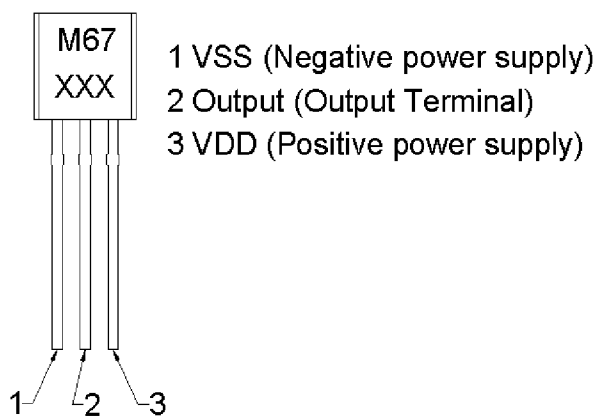 M67
XXX
1 VSS (Negative power supply)
2 Output (Output Terminal)
3 VDD (Positive power supply)
1
2
3